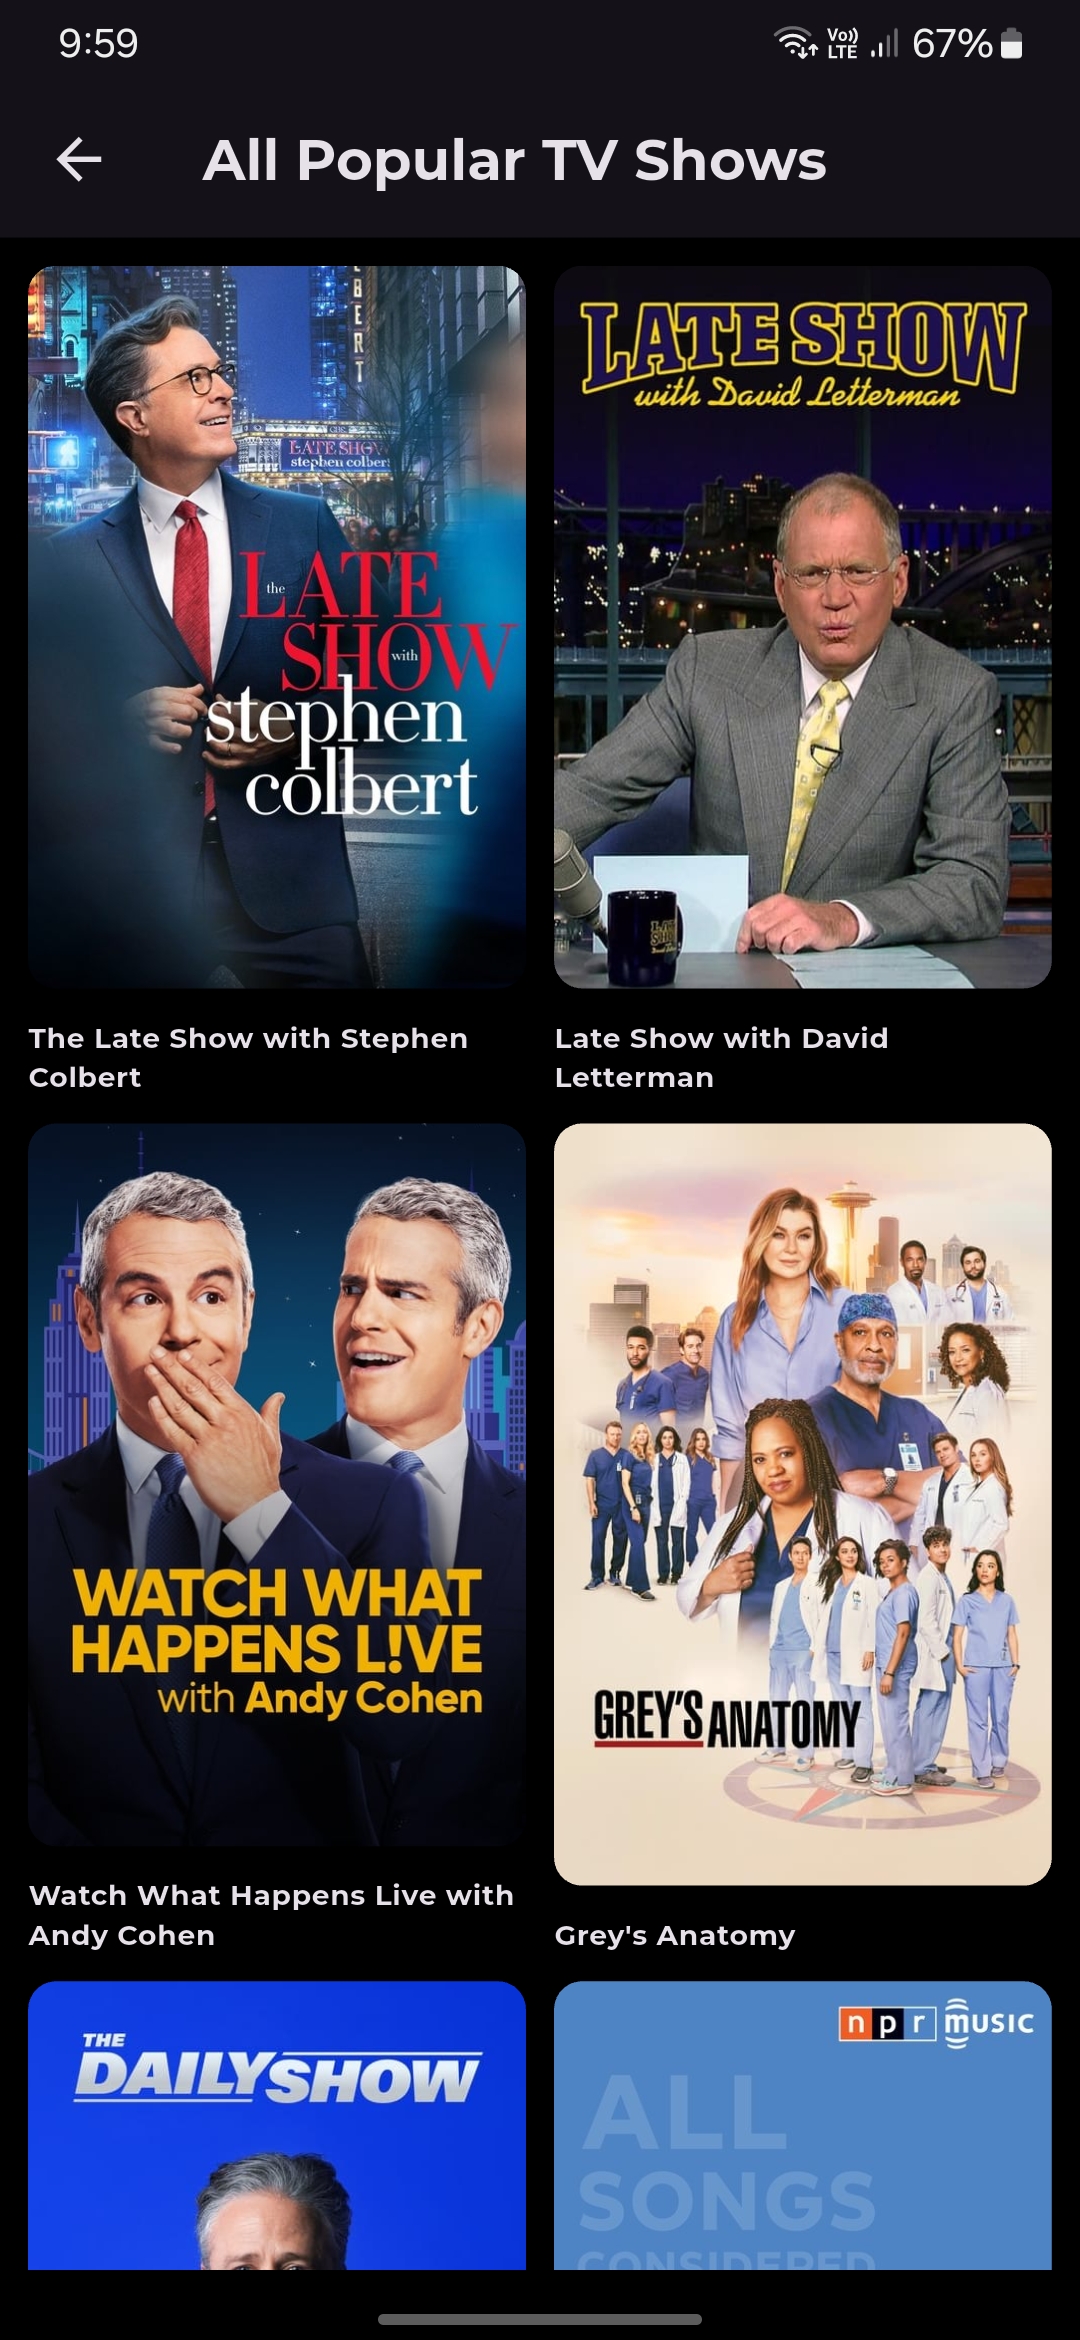 9:59
Vo))
LTE
67%
All Popular TV Shows
BERT
CBS
LATE SHOW
stephen colbert
the
LATE
SHOW
with
stephen
colbert
LATE SHOW
with David Letterman
The Late Show with Stephen
Colbert
Late Show with David
Letterman
WATCH WHAT
HAPPENS L!VE
with Andy Cohen
GREY'S ANATOMY
Watch What Happens Live with
Andy Cohen
Grey's Anatomy
THE
DAILY SHOW
npr music
ALL
SONGS
CONSIDERED